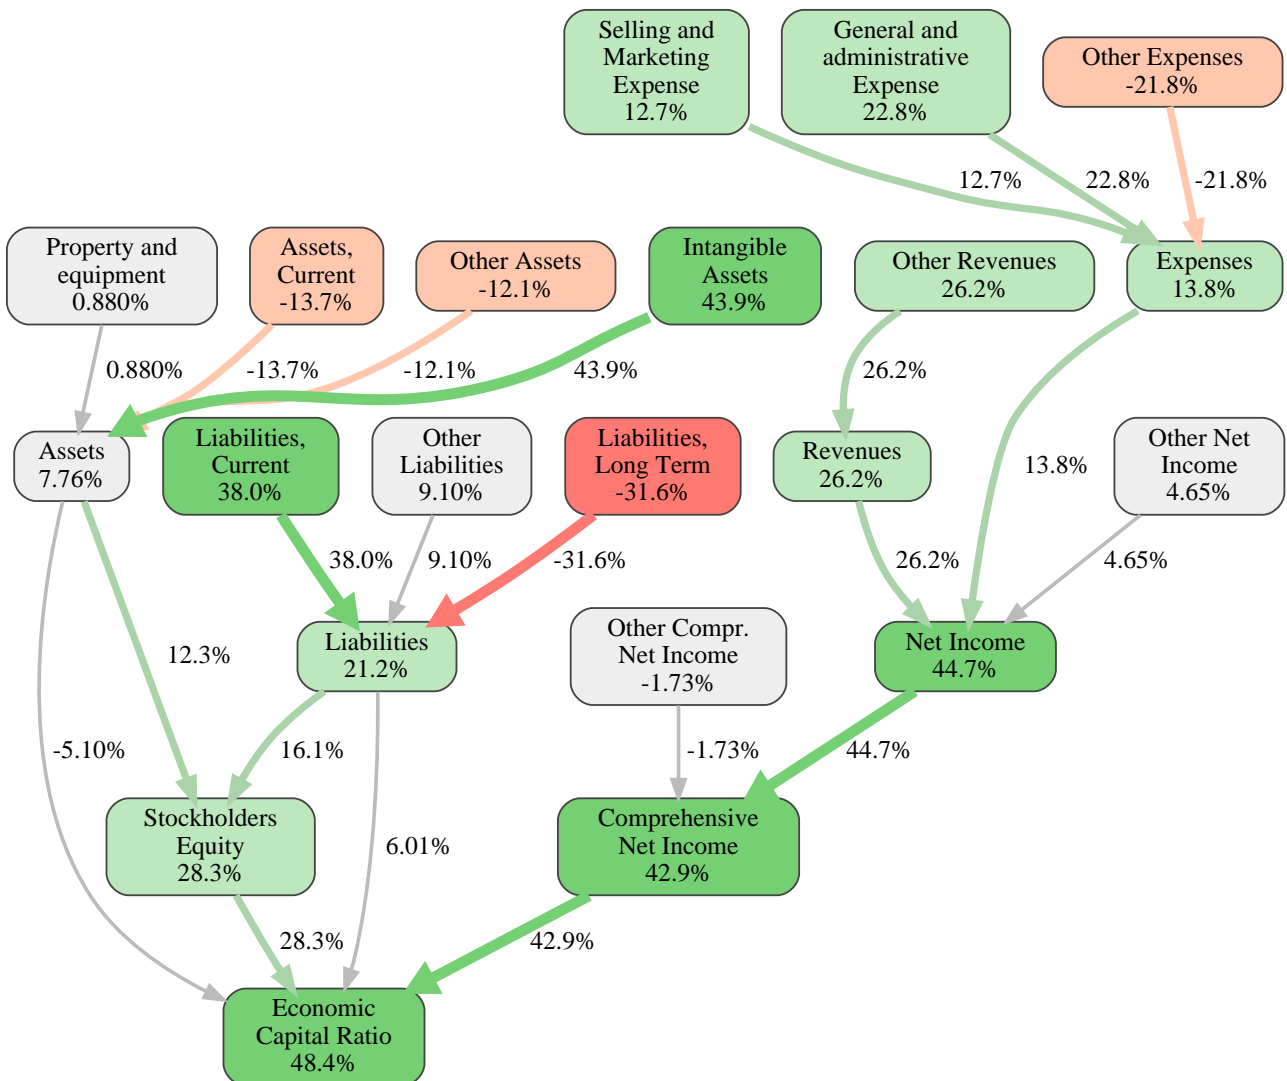 Selling and
Marketing
Expense
12.7%
General and
administrative
Expense
22.8%
Other Expenses
-21.8%
12.7%
22.8%
-21.8%
Property and
equipment
0.880%
Assets,
Current
-13.7%
Other Assets
-12.1%
Intangible
Assets
43.9%
Other Revenues
26.2%
Expenses
13.8%
0.880%
-13.7%
-12.1%
43.9%
26.2%
Assets
7.76%
Liabilities,
Current
38.0%
Other
Liabilities
9.10%
Liabilities,
Long Term
-31.6%
Revenues
26.2%
13.8%
Other Net
Income
4.65%
38.0%
9.10%
-31.6%
26.2%
4.65%
12.3%
Liabilities
21.2%
Other Compr.
Net Income
-1.73%
Net Income
44.7%
-5.10%
16.1%
-1.73%
44.7%
Stockholders
Equity
28.3%
6.01%
Comprehensive
Net Income
42.9%
28.3%
42.9%
Economic
Capital Ratio
48.4%